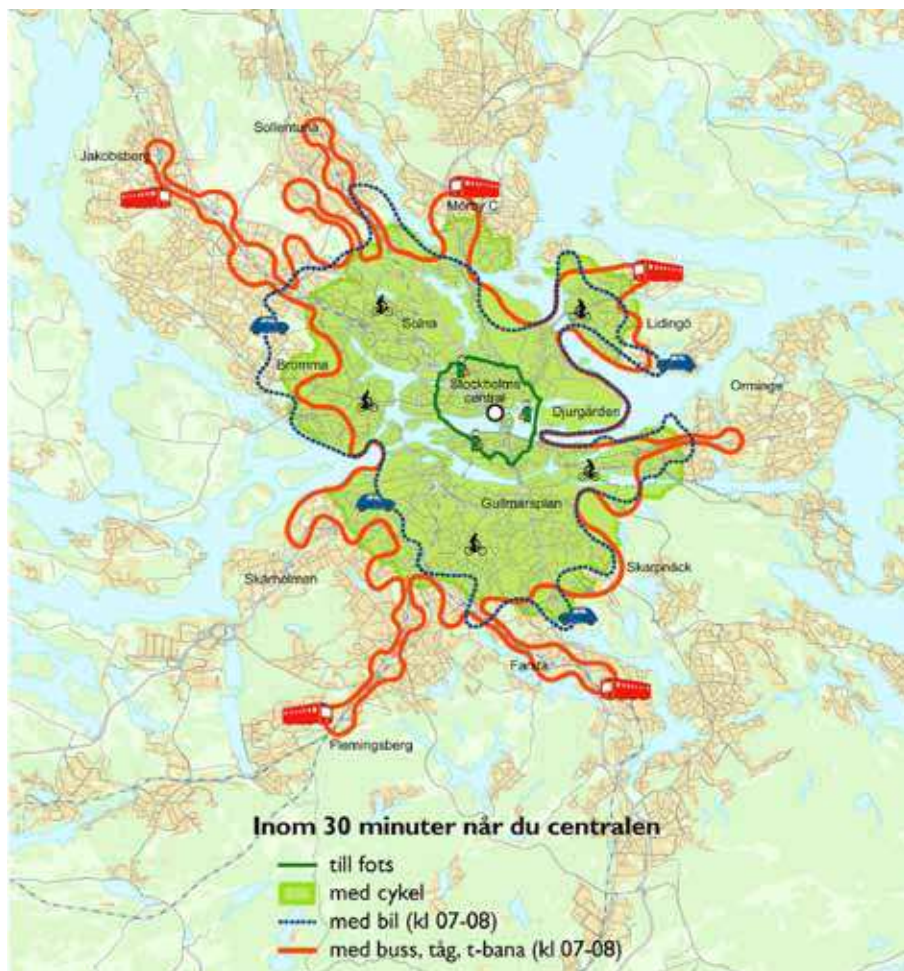 Sollentuna
Jakobsberg
Mörby C
Solna
Lidingö
Bromma
Stockholms
central
Orminge
Djurgården
Gullmarsplan
Skärholmen
Skarpnäck
Farsta
Flemingsberg
Inom 30 minuter når du centralen
till fots
med cykel
med bil (kl 07-08)
med buss, tåg, t-bana (kl 07-08)